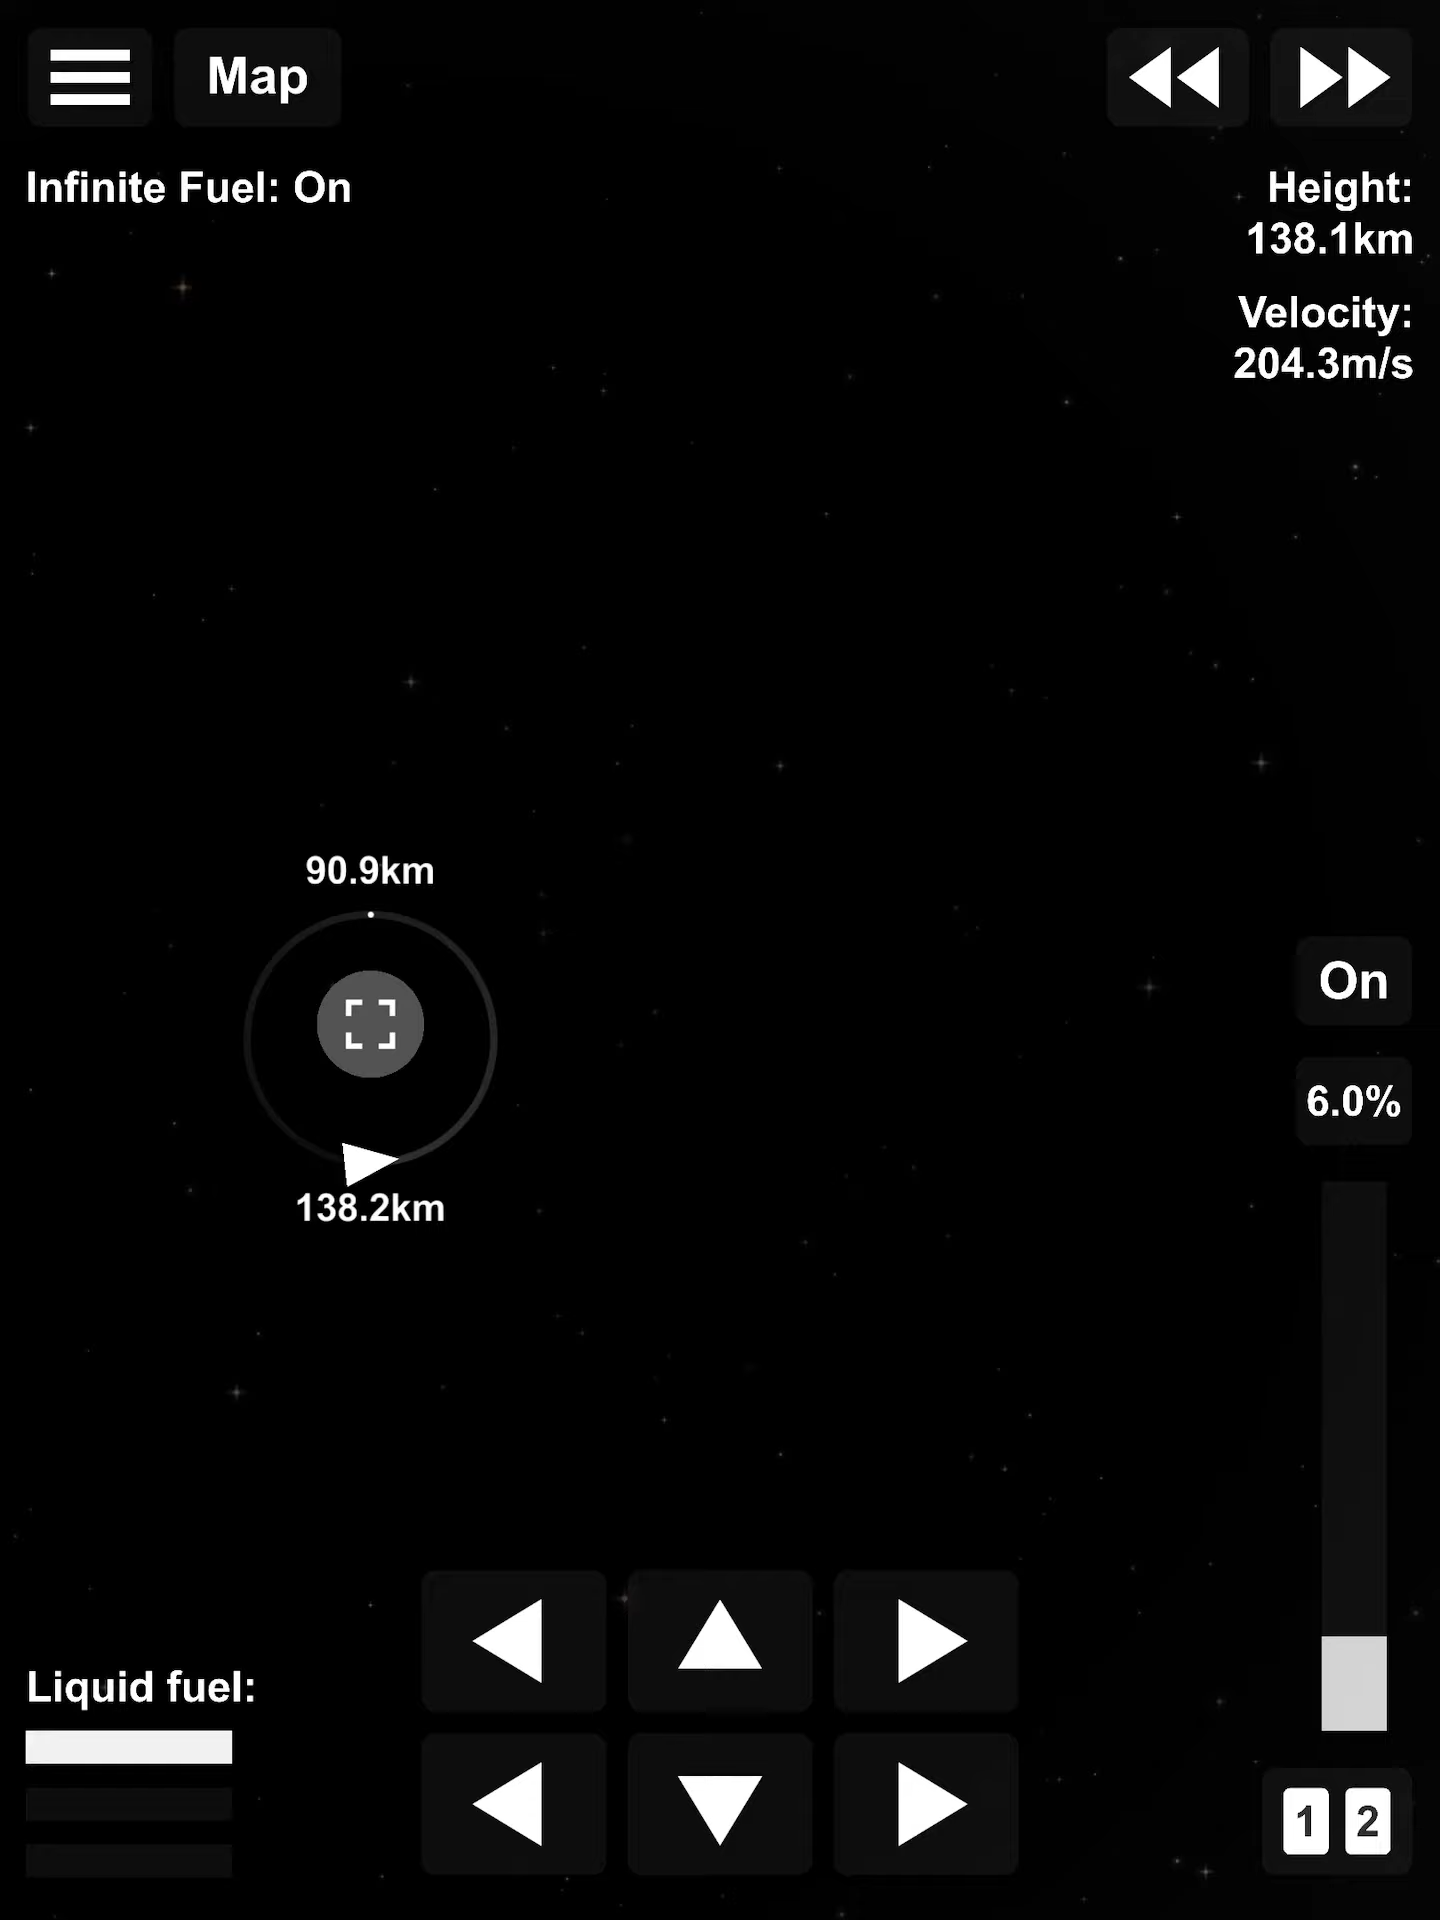 Map
Infinite Fuel: On
Height:
138.1km
Velocity:
204.3m/s
90.9km
138.2km
On
6.0%
Liquid fuel:
1 2